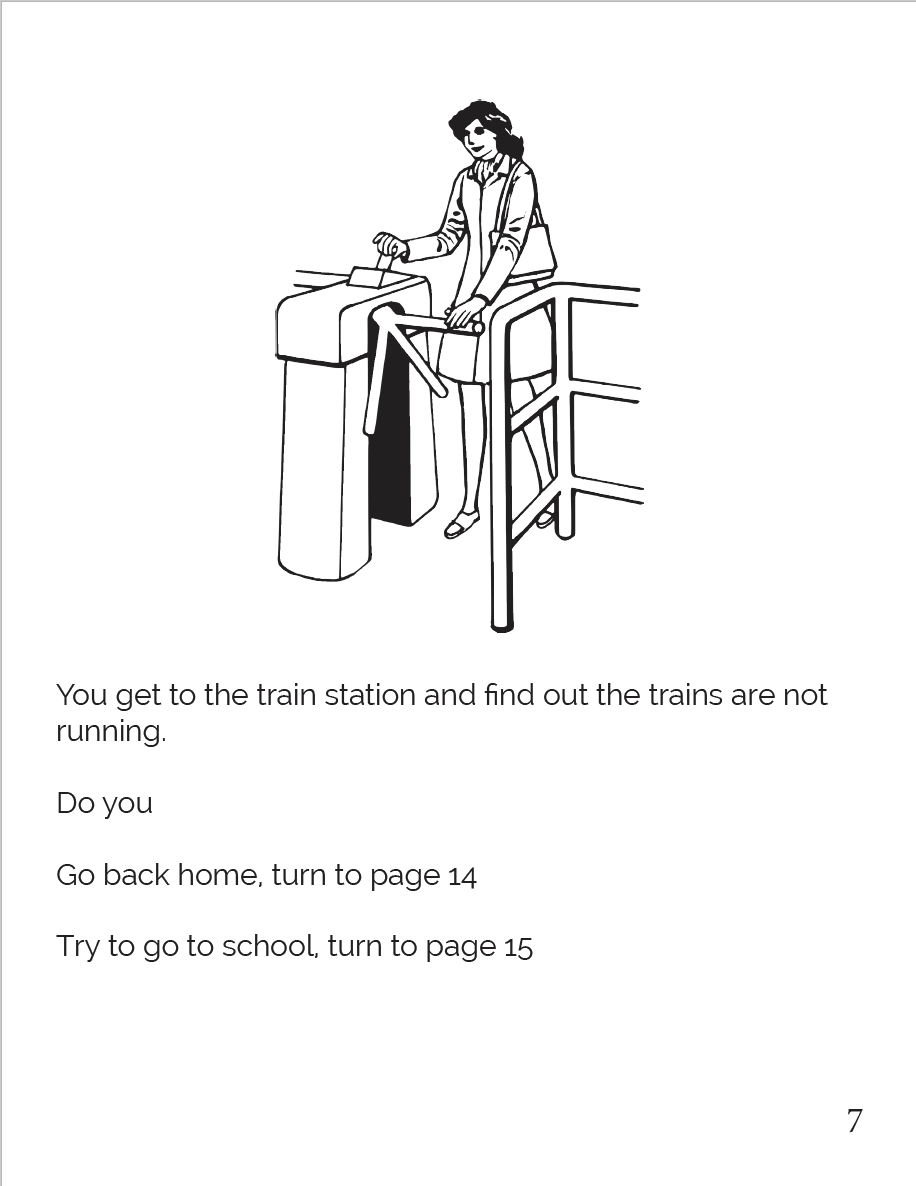 You get to the train station and find out the trains are not
running.
Do you
Go back home, turn to page 14
Try to go to school, turn to page 15
7